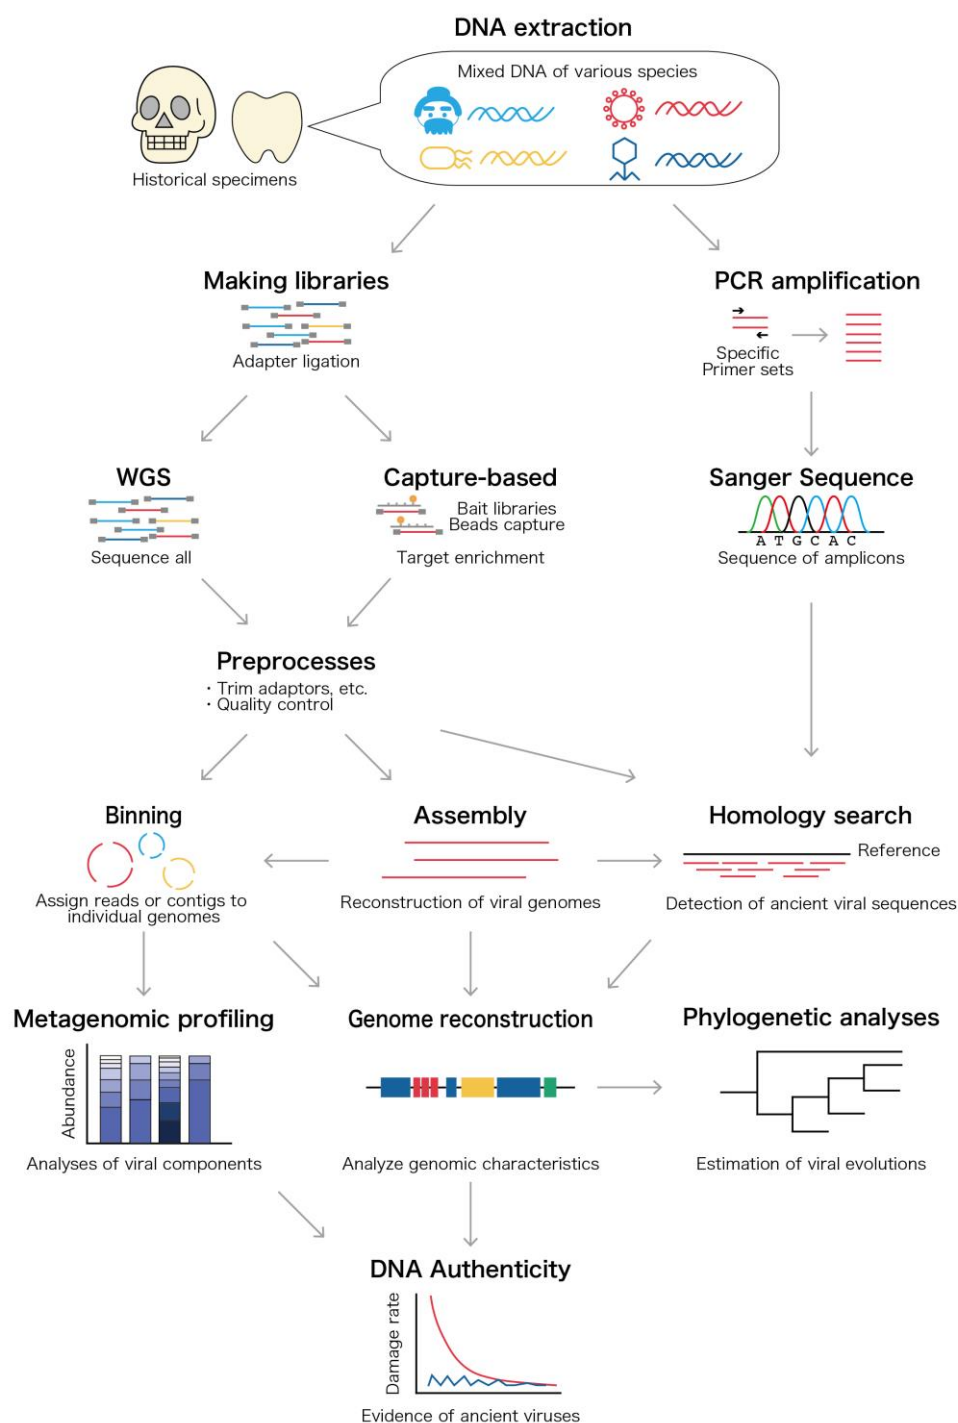 DNA extraction
Mixed DNA of various species
Historical specimens
Making libraries
Adapter ligation
PCR amplification
Specific
Primer sets
WGS
Sequence all
Capture-based
Bait libraries
Beads capture
Target enrichment
Sanger Sequence
A T G C A C
Sequence of amplicons
Preprocesses
・Trim adaptors, etc.
・Quality control
Binning
Assign reads or contigs to
individual genomes
Assembly
Reconstruction of viral genomes
Homology search
Reference
Detection of ancient viral sequences
Metagenomic profiling
Abundance
Analyses of viral components
Genome reconstruction
Analyze genomic characteristics
Phylogenetic analyses
Estimation of viral evolutions
DNA Authenticity
Damage rate
Evidence of ancient viruses